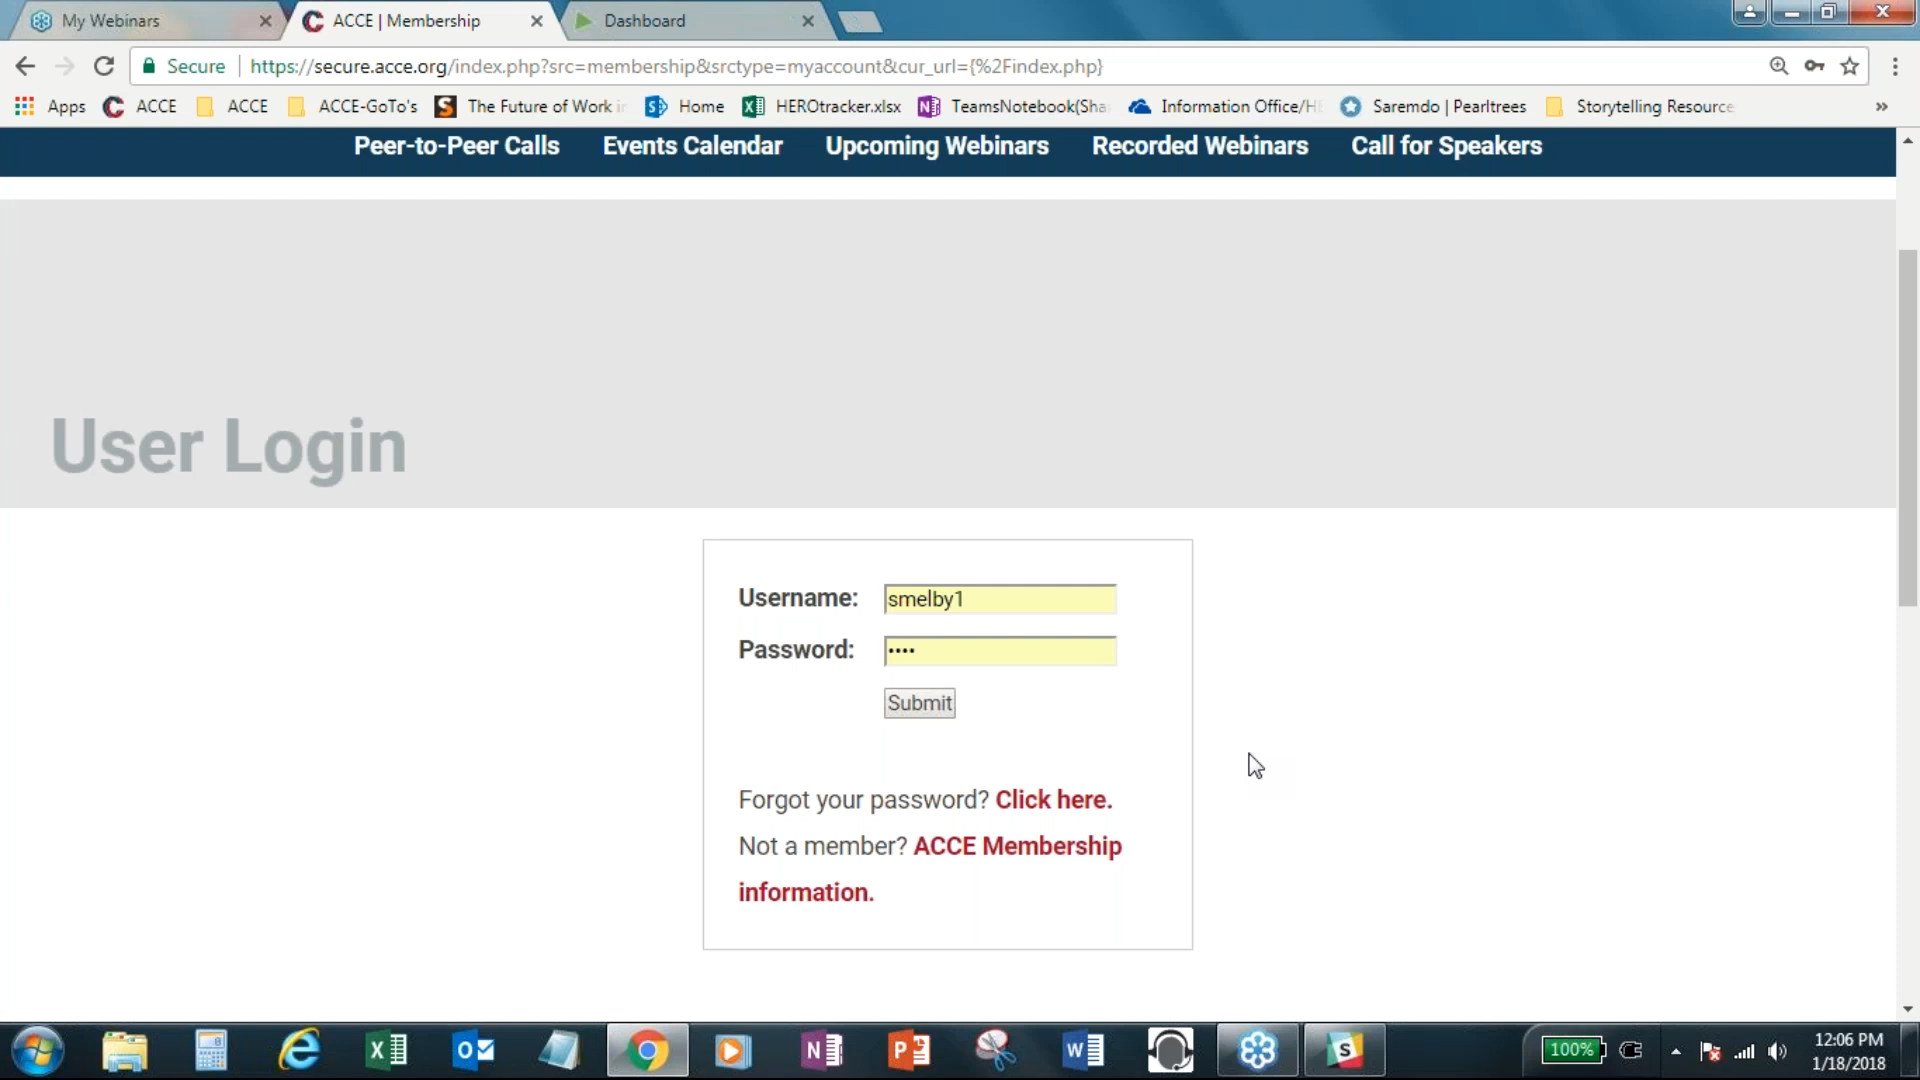 My Webinars
ACCE | Membership
Dashboard
Secure
https://secure.acce.org/index.php?src=membership&srctype=myaccount&cur_url={%2Findex.php}
Apps ACCE ACCE ACCE-GoTo's The Future of Work i Home HEROtracker.xlsx TeamsNotebook(Sha Information Office/H Saremdo | Pearltrees Storytelling Resource »
Peer-to-Peer Calls Events Calendar Upcoming Webinars Recorded Webinars Call for Speakers
User Login
Username: smelby1
Password: ••••
Submit
Forgot your password? Click here.
Not a member? ACCE Membership
information.
100%
12:06 PM
1/18/2018